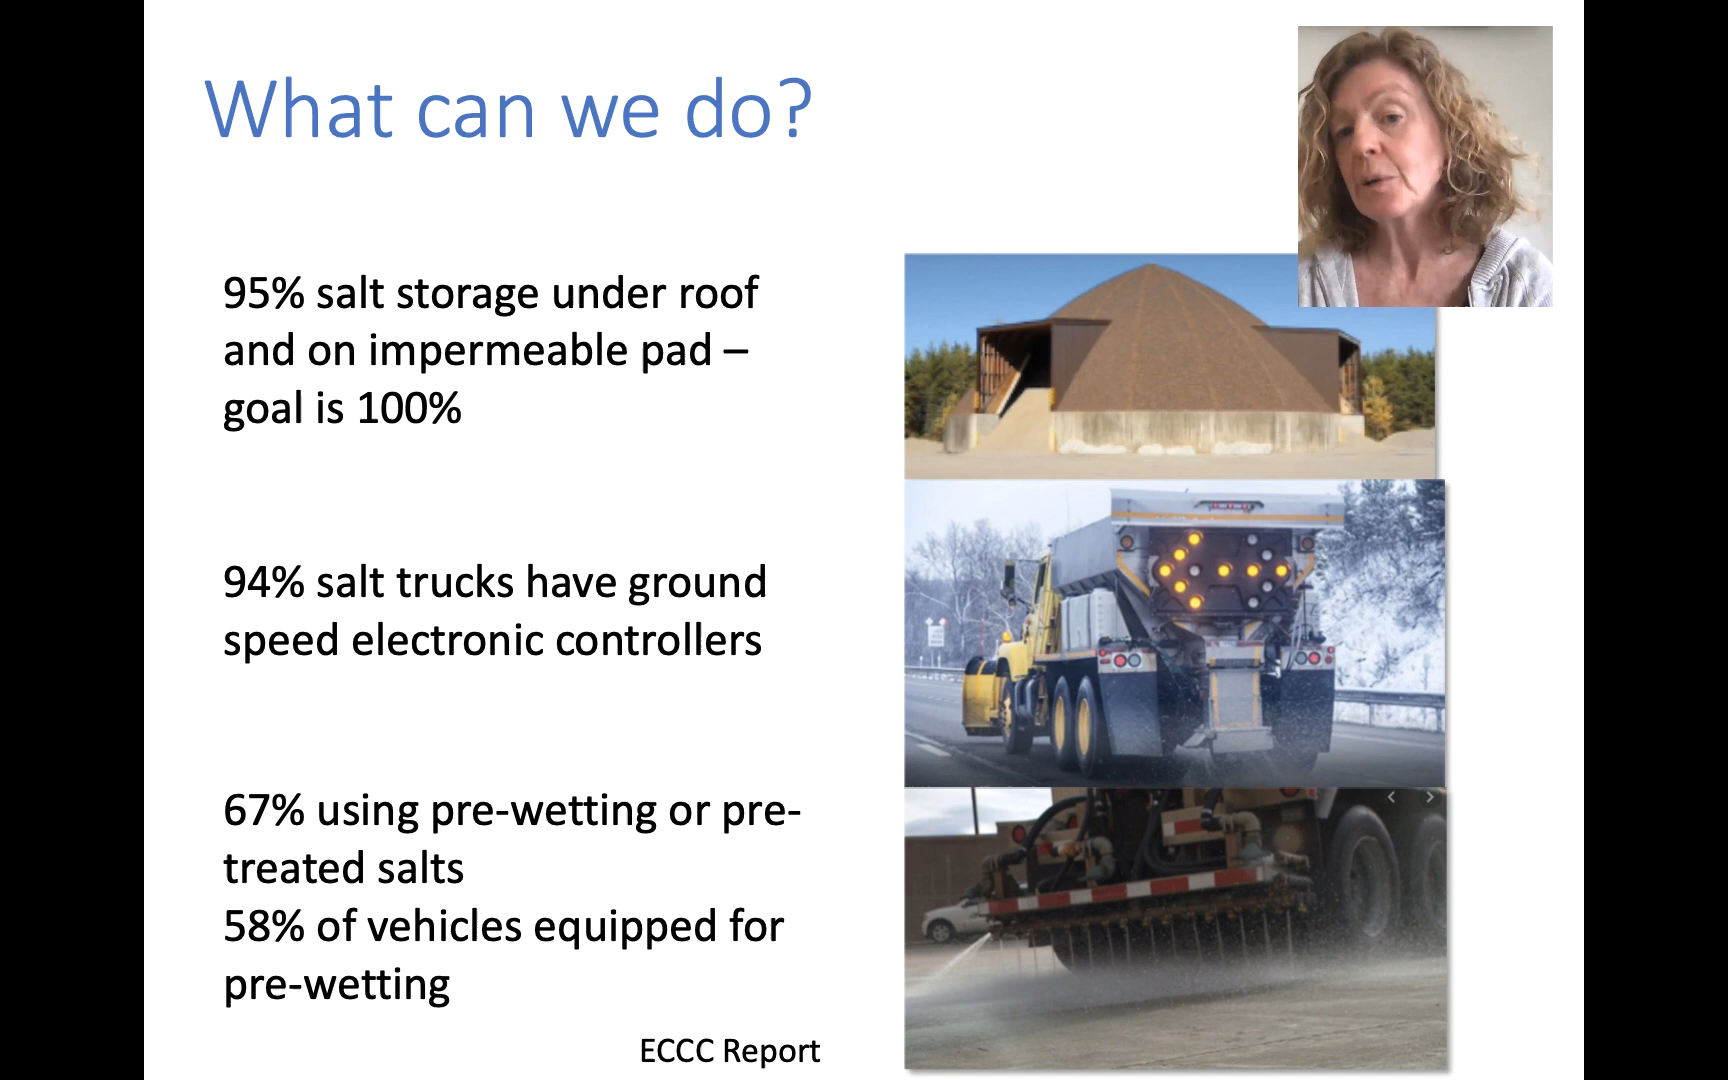 What can we do?
95% salt storage under roof
and on impermeable pad –
goal is 100%
94% salt trucks have ground
speed electronic controllers
67% using pre-wetting or pre-
treated salts
58% of vehicles equipped for
pre-wetting
ECCC Report